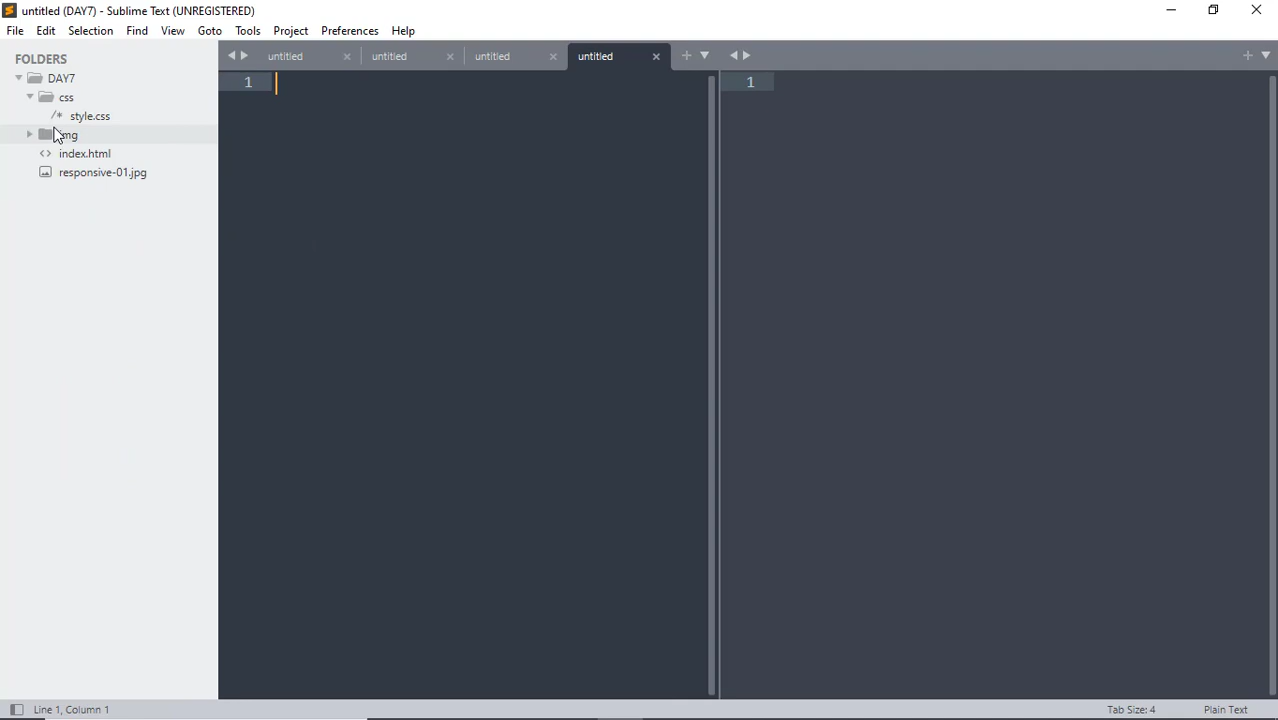 untitled (DAY7) - Sublime Text (UNREGISTERED)
File Edit Selection Find View Goto Tools Project Preferences Help
FOLDERS
DAY7
css
/* style.css
<> index.html
responsive-01.jpg
untitled untitled untitled untitled
1
1
Line 1, Column 1
Tab Size: 4
Plain Text